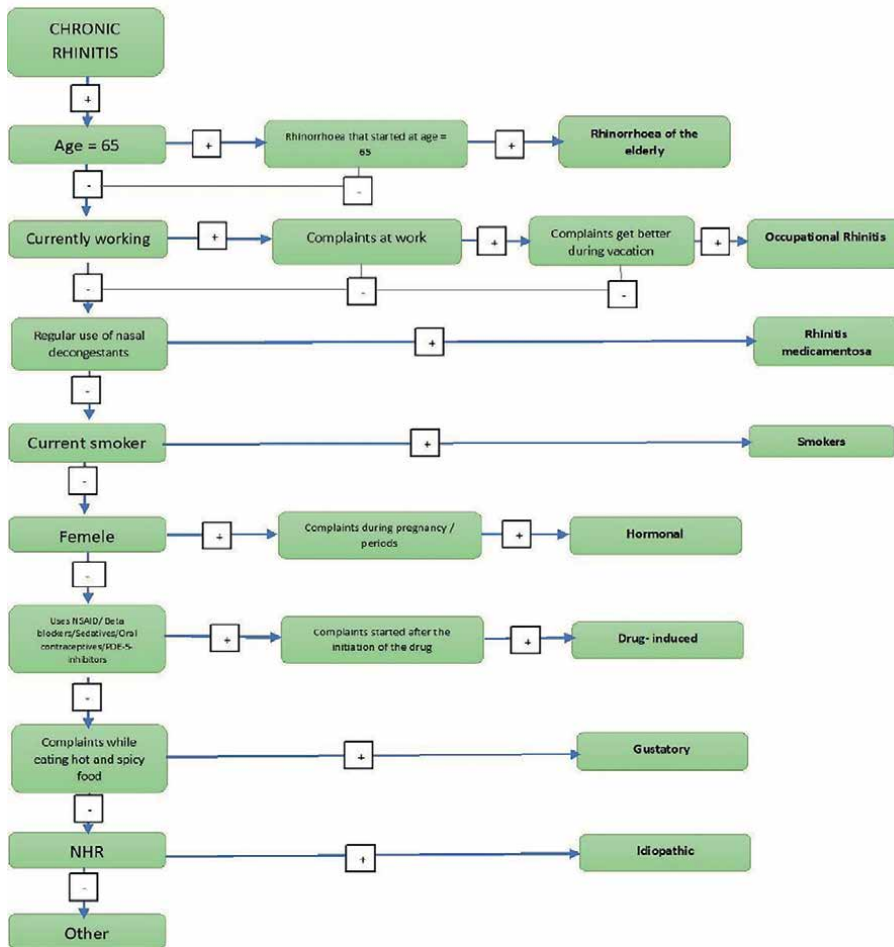 CHRONIC
RHINITIS
+
Age = 65
+
Rhinorrhoea that started at age =
65
+
Rhinorrhoea of the
elderly
-
-
Currently working
+
Complaints at work
+
Complaints get better
during vacation
+
Occupational Rhinitis
-
-
-
Regular use of nasal
decongestants
+
Rhinitis
medicamentosa
-
Current smoker
+
Smokers
-
Femele
+
Complaints during pregnancy /
periods
+
Hormonal
-
Uses NSAID/ Beta
blockers/Sedatives/Oral
contraceptives/PDE-5-
inhibitors
+
Complaints started after the
initiation of the drug
+
Drug- induced
-
Complaints while
eating hot and spicy
food
+
Gustatory
-
NHR
+
Idiopathic
-
Other